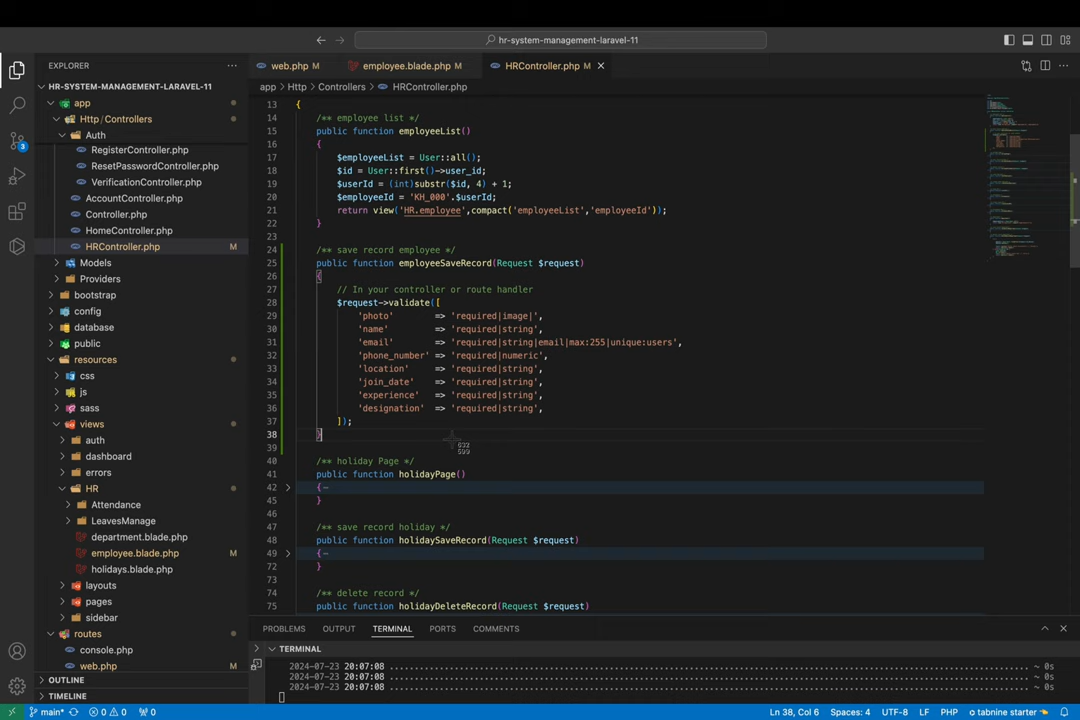 hr-system-management-laravel-11
EXPLORER
HR-SYSTEM-MANAGEMENT-LARAVEL-11
app
Http / Controllers
Auth
RegisterController.php
ResetPasswordController.php
VerificationController.php
AccountController.php
Controller.php
HomeController.php
HRController.php M
Models
Providers
bootstrap
config
database
public
resources
css
js
sass
views
auth
dashboard
errors
HR
Attendance
LeavesManage
department.blade.php
employee.blade.php M
holidays.blade.php
layouts
pages
sidebar
routes
console.php
web.php M
OUTLINE
TIMELINE
3
web.php M
employee.blade.php M
HRController.php M
app > Http > Controllers > HRController.php
13 {
14 /** employee list */
15 public function employeeList()
16 {
17 $employeeList = User::all();
18 $id = User::first()->user_id;
19 $userId = (int)substr($id, 4) + 1;
20 $employeeId = 'KH_000'.$userId;
21 return view('HR.employee',compact('employeeList','employeeId'));
22 }
23
24 /** save record employee */
25 public function employeeSaveRecord(Request $request)
26 {
27 // In your controller or route handler
28 $request->validate([
29 'photo' => 'required|image|',
30 'name' => 'required|string',
31 'email' => 'required|string|email|max:255|unique:users',
32 'phone_number' => 'required|numeric',
33 'location' => 'required|string',
34 'join_date' => 'required|string',
35 'experience' => 'required|string',
36 'designation' => 'required|string',
37 ]);
38 }
39
40 /** holiday Page */
41 public function holidayPage()
42 {
45 }
46
47 /** save record holiday */
48 public function holidaySaveRecord(Request $request)
49 {
72 }
73
74 /** delete record */
75 public function holidayDeleteRecord(Request $request)
PROBLEMS OUTPUT TERMINAL PORTS COMMENTS
TERMINAL
2024-07-23 20:07:08 ~ 0s
2024-07-23 20:07:08 ~ 0s
2024-07-23 20:07:08 ~ 0s
main* 0 0 0 Ln 38, Col 6 Spaces: 4 UTF-8 LF PHP tabnine starter